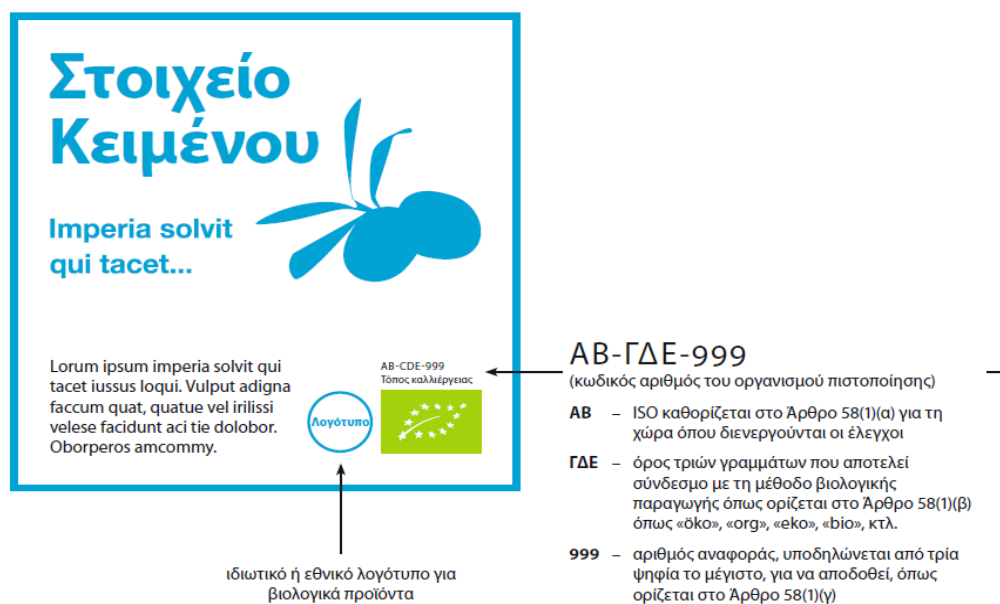 Στοιχείο
Κειμένου
Imperia solvit
qui tacet...
Lorum ipsum imperia solvit qui
tacet iussus loqui. Vulput adigna
faccum quat, quatue vel irilissi
velese facidunt aci tie dolobor.
Oborperos amcommy.
AB-CDE-999
Τόπος καλλιέργειας
Λογότυπο
ιδιωτικό ή εθνικό λογότυπο για
βιολογικά προϊόντα
ΑΒ-ΓΔΕ-999
(κωδικός αριθμός του οργανισμού πιστοποίησης)
ΑΒ – ISO καθορίζεται στο Άρθρο 58(1)(α) για τη
χώρα όπου διενεργούνται οι έλεγχοι
ΓΔΕ – όρος τριών γραμμάτων που αποτελεί
σύνδεσμο με τη μέθοδο βιολογικής
παραγωγής όπως ορίζεται στο Άρθρο 58(1)(β)
όπως «öko», «org», «eko», «bio», κτλ.
999 – αριθμός αναφοράς, υποδηλώνεται από τρία
ψηφία το μέγιστο, για να αποδοθεί, όπως
ορίζεται στο Άρθρο 58(1)(γ)